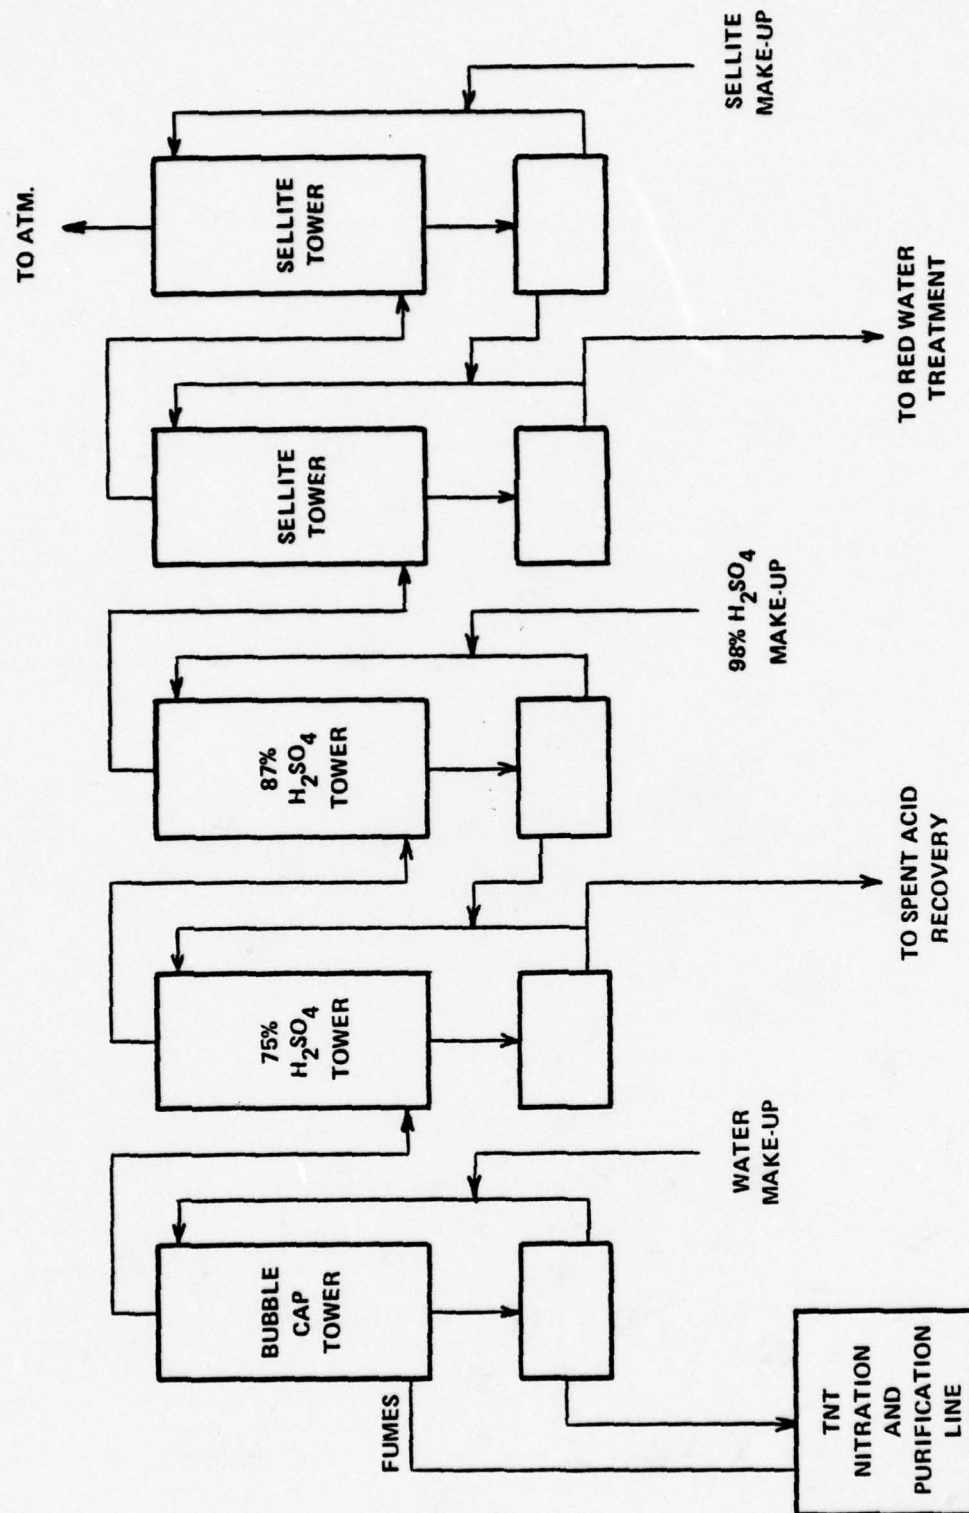 TO ATM.
BUBBLE
CAP
TOWER
75%
H2SO4
TOWER
87%
H2SO4
TOWER
SELLITE
TOWER
SELLITE
TOWER
FUMES
WATER
MAKE-UP
98% H2SO4
MAKE-UP
SELLITE
MAKE-UP
TNT
NITRATION
AND
PURIFICATION
LINE
TO SPENT ACID
RECOVERY
TO RED WATER
TREATMENT